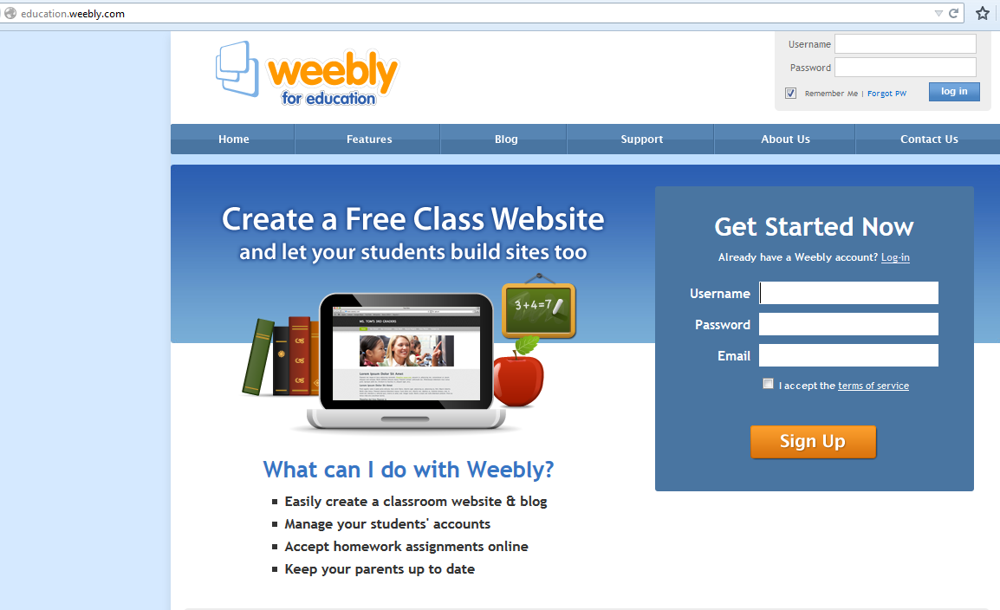 education.weebly.com
weebly
for education
Username
Password
Remember Me | Forgot PW
log in
Home Features Blog Support About Us Contact Us
Create a Free Class Website
and let your students build sites too
3+4=7
MS. TOM'S 3RD GRADERS
Lorem Ipsum Dolor Sit Amet
Get Started Now
Already have a Weebly account? Log-in
Username
Password
Email
I accept the terms of service
Sign Up
What can I do with Weebly?
Easily create a classroom website & blog
Manage your students' accounts
Accept homework assignments online
Keep your parents up to date